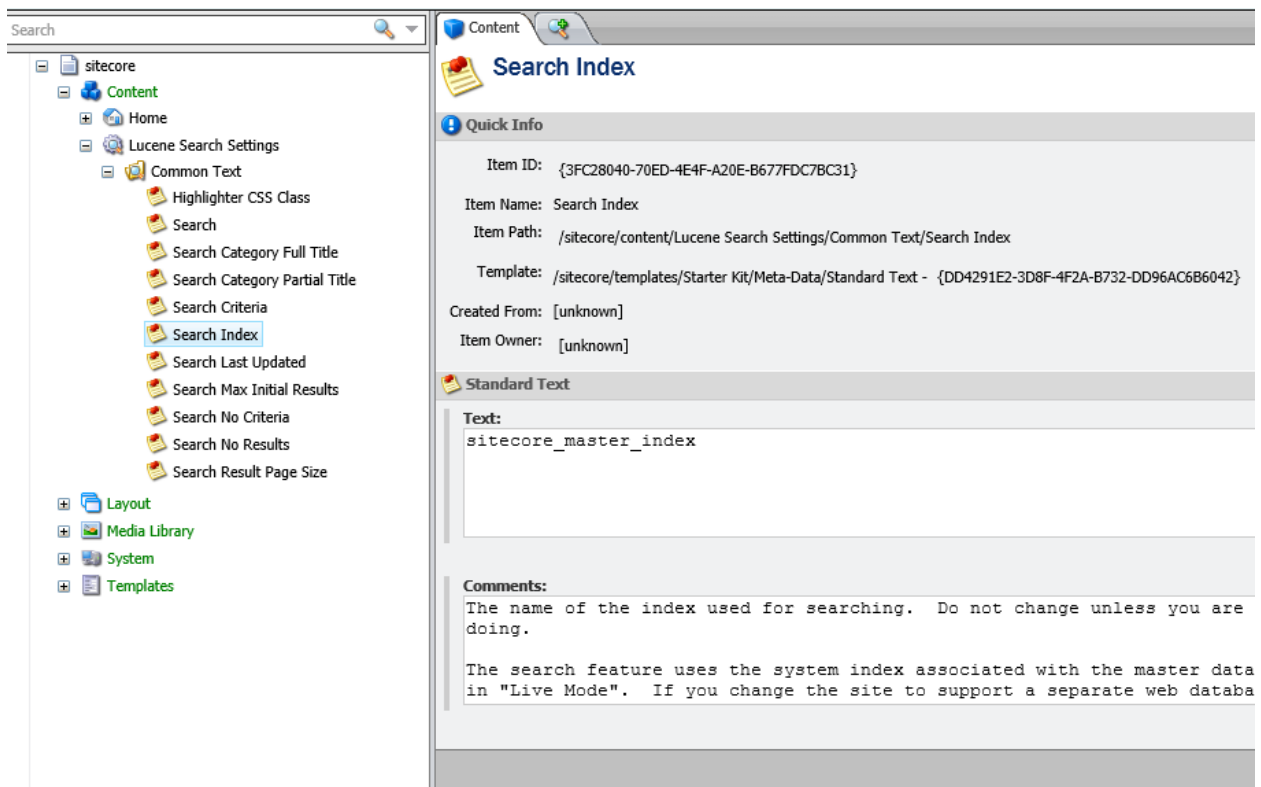 Search
sitecore
Content
Home
Lucene Search Settings
Common Text
Highlighter CSS Class
Search
Search Category Full Title
Search Category Partial Title
Search Criteria
Search Index
Search Last Updated
Search Max Initial Results
Search No Criteria
Search No Results
Search Result Page Size
Layout
Media Library
System
Templates
Content
Search Index
Quick Info
Item ID: {3FC28040-70ED-4E4F-A20E-B677FDC7BC31}
Item Name: Search Index
Item Path: /sitecore/content/Lucene Search Settings/Common Text/Search Index
Template: /sitecore/templates/Starter Kit/Meta-Data/Standard Text - {DD4291E2-3D8F-4F2A-B732-DD96AC6B6042}
Created From: [unknown]
Item Owner: [unknown]
Standard Text
Text:
sitecore_master_index
Comments:
The name of the index used for searching.  Do not change unless you are
doing.
The search feature uses the system index associated with the master data
in "Live Mode".  If you change the site to support a separate web databa